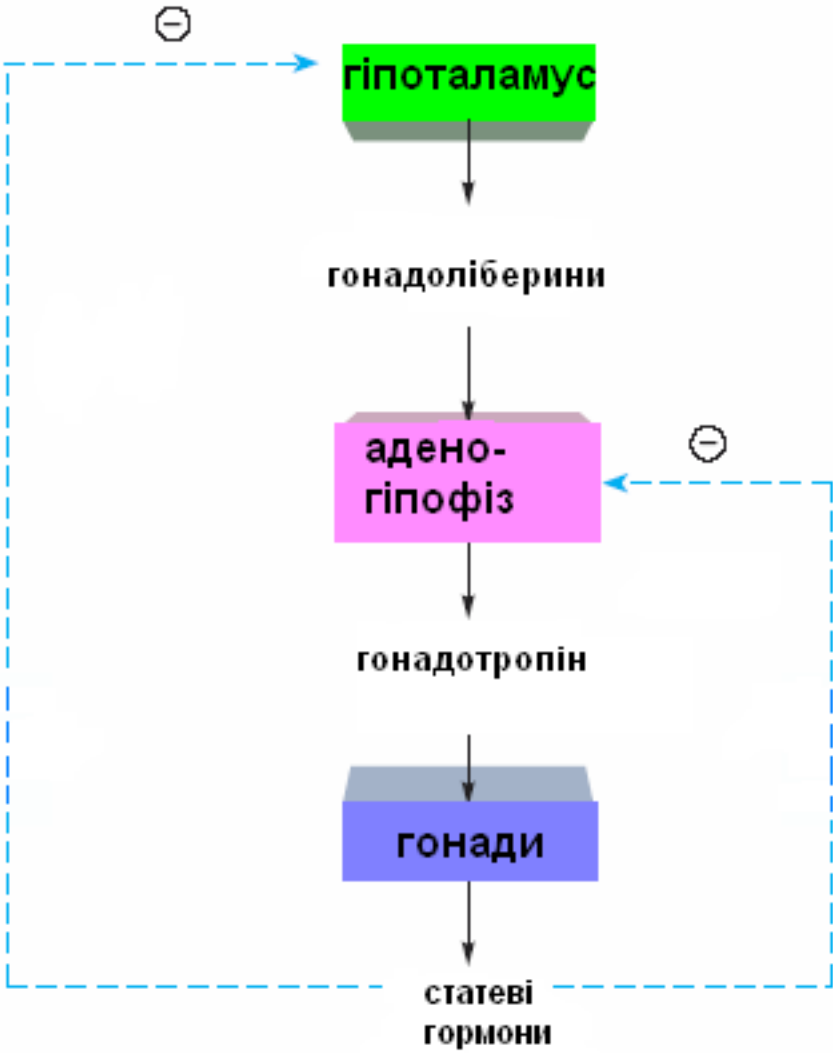 ⊖
гіпоталамус
гонадоліберини
⊖
адено-
гіпофіз
гонадотропін
гонади
статеві
гормони